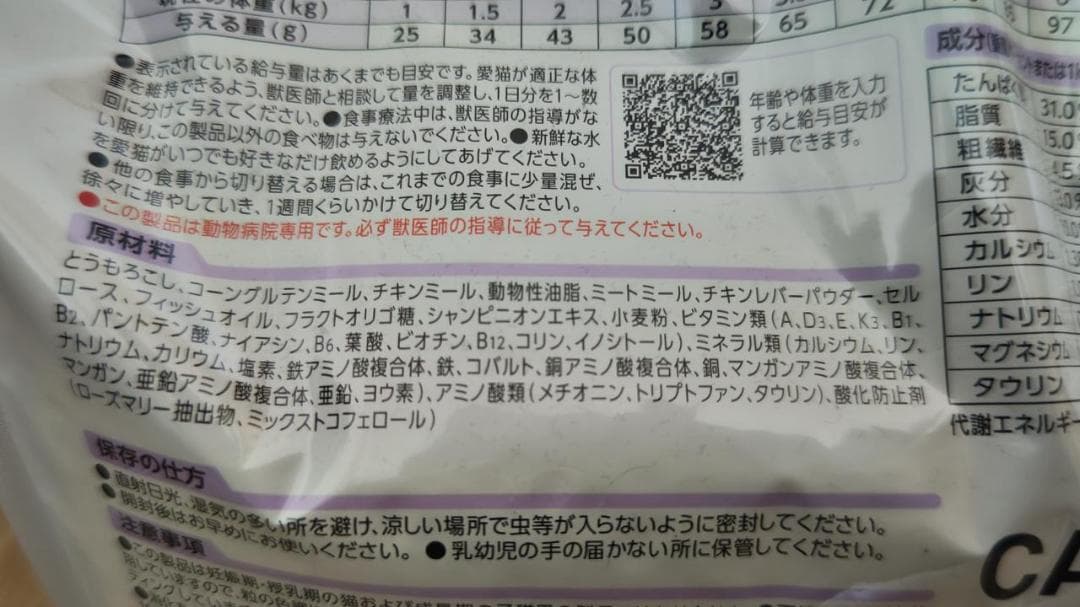 の体重(kg) 1 1.5 2 2.5 3
与える量(g) 25 34 43 50 58 65 72 97
●表示されている給与量はあくまでも目安です。愛猫が適正な体
重を維持できるよう、獣医師と相談して量を調整し、1日分を1〜数
回に分けて与えてください。●食事療法中は、獣医師の指導がな
い限り、この製品以外の食べ物は与えないでください。●新鮮な水
を愛猫がいつでも好きなだけ飲めるようにしてあげてください。
●他の食事から切り替える場合は、これまでの食事に少量混ぜ、
徐々に増やしていき、1週間くらいかけて切り替えてください。
●この製品は動物病院専用です。必ず獣医師の指導に従って与えてください。
年齢や体重を入力
すると給与目安が
計算できます。
原材料
とうもろこし、コーングルテンミール、チキンミール、動物性油脂、ミートミール、チキンレバーパウダー、セル
ロース、フィッシュオイル、フラクトオリゴ糖、シャンピニオンエキス、小麦粉、ビタミン類(A、D3、E、K3、B1、
B2、パントテン酸、ナイアシン、B6、葉酸、ビオチン、B12、コリン、イノシトール)、ミネラル類(カルシウム、リン、
ナトリウム、カリウム、塩素、鉄アミノ酸複合体、鉄、コバルト、銅アミノ酸複合体、銅、マンガンアミノ酸複合体、
マンガン、亜鉛アミノ酸複合体、亜鉛、ヨウ素)、アミノ酸類(メチオニン、トリプトファン、タウリン)、酸化防止剤
(ローズマリー抽出物、ミックストコフェロール)
保存の仕方
●直射日光、湿気の多い所を避け、涼しい場所で虫等が入らないように密封してください。
●開封後はお早めにお使いください。●乳幼児の手の届かない所に保管してください。
注意事項
●この製品は妊娠期・授乳期の猫および成長期の
成分
たんぱく
脂質 31.0
粗繊維 15.0
灰分
水分
カルシウム
リン
ナトリウム
マグネシウム
タウリン
代謝エネルギー
CA